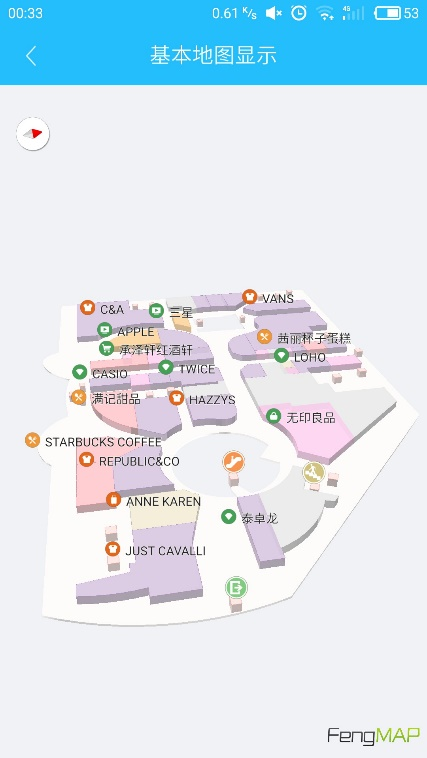 00:33
0.61 K/s
4G
53
基本地图显示
VANS
C&A
三星
APPLE
茜丽杯子蛋糕
承泽轩红酒轩
LOHO
TWICE
CASIO
满记甜品
HAZZYS
无印良品
STARBUCKS COFFEE
REPUBLIC&CO
ANNE KAREN
泰卓龙
JUST CAVALLI
FengMAP